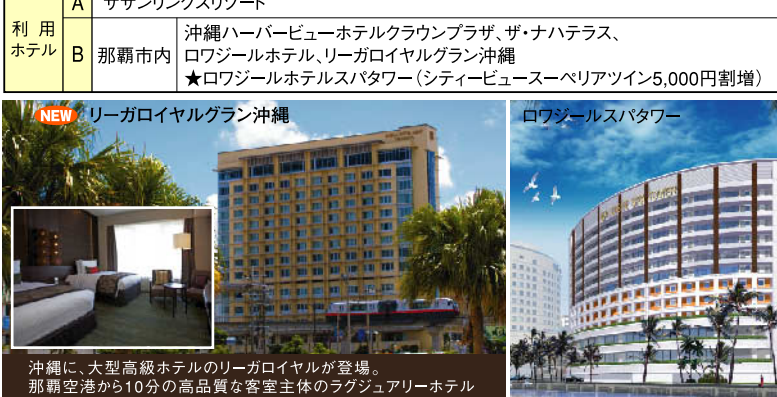 A サザンリンクスリゾート
利用
ホテル
B 那覇市内
沖縄ハーバービューホテルクラウンプラザ、ザ・ナハテラス、
ロワジールホテル、リーガロイヤルグラン沖縄
★ロワジールホテルスパタワー（シティービュースーペリアツイン5,000円割増）
NEW リーガロイヤルグラン沖縄
ロワジールスパタワー
沖縄に、大型高級ホテルのリーガロイヤルが登場。
那覇空港から10分の高品質な客室主体のラグジュアリーホテル